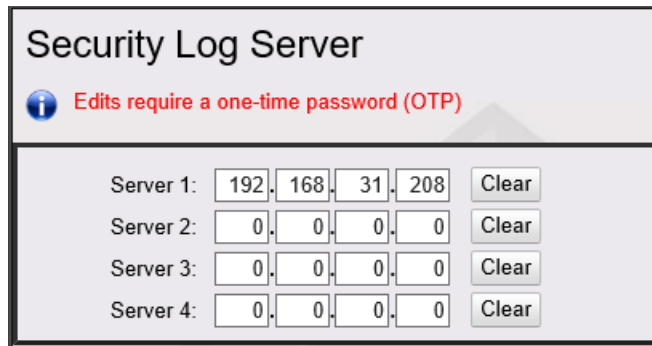 Security Log Server
Edits require a one-time password (OTP)
Server 1: 192. 168. 31. 208 Clear
Server 2: 0. 0. 0. 0 Clear
Server 3: 0. 0. 0. 0 Clear
Server 4: 0. 0. 0. 0 Clear